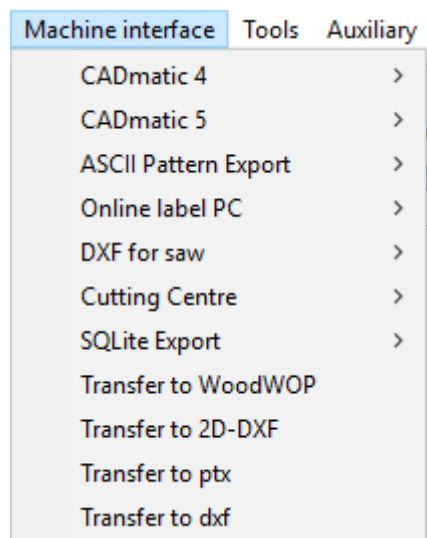 Machine interface Tools Auxiliary
CADmatic 4
CADmatic 5
ASCII Pattern Export
Online label PC
DXF for saw
Cutting Centre
SQLite Export
Transfer to WoodWOP
Transfer to 2D-DXF
Transfer to ptx
Transfer to dxf